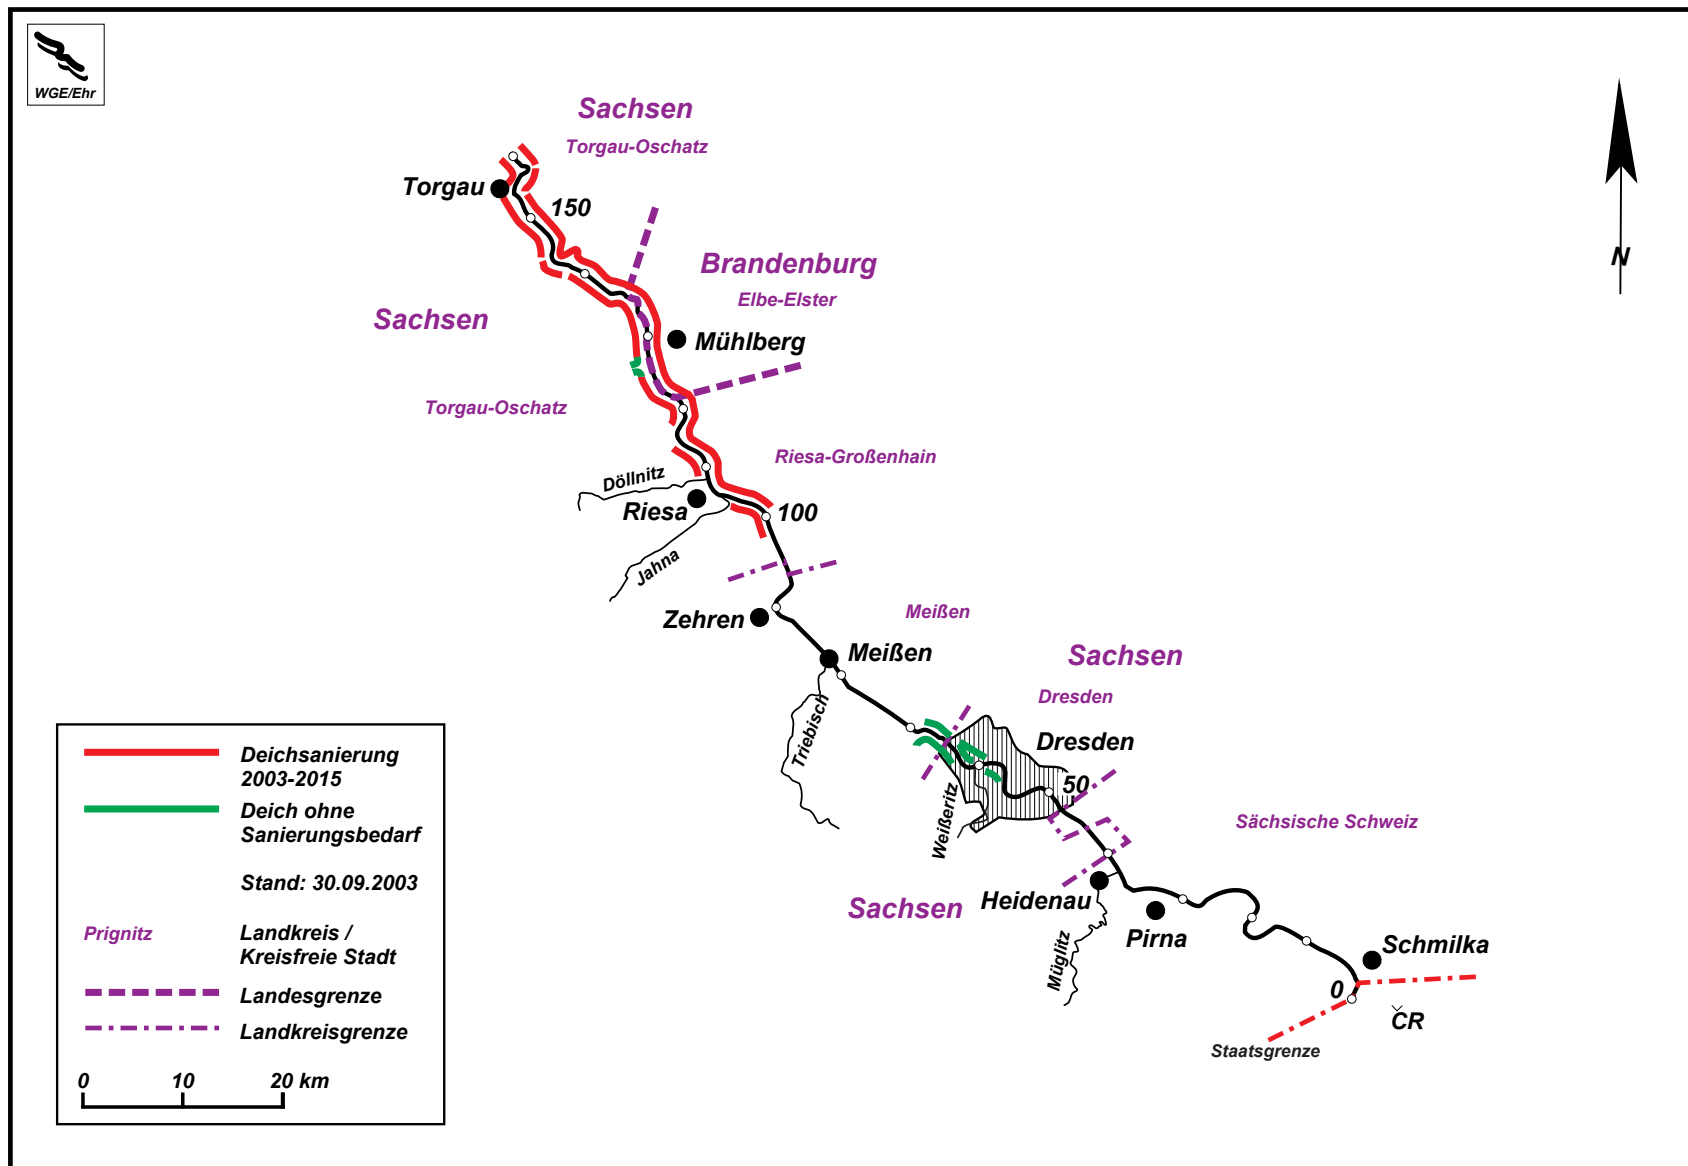 WGE/Ehr
Sachsen
Torgau-Oschatz
Torgau
150
Brandenburg
Elbe-Elster
Sachsen
Mühlberg
N
Torgau-Oschatz
Riesa-Großenhain
Döllnitz
Riesa
100
Jahna
Zehren
Meißen
Meißen
Sachsen
Dresden
Triebisch
Dresden
50
Weißeritz
Sächsische Schweiz
Sachsen
Heidenau
Pirna
Müglitz
Schmilka
0
ČR
Staatsgrenze
Deichsanierung
2003-2015
Deich ohne
Sanierungsbedarf
Stand: 30.09.2003
Prignitz
Landkreis /
Kreisfreie Stadt
Landesgrenze
Landkreisgrenze
0 10 20 km